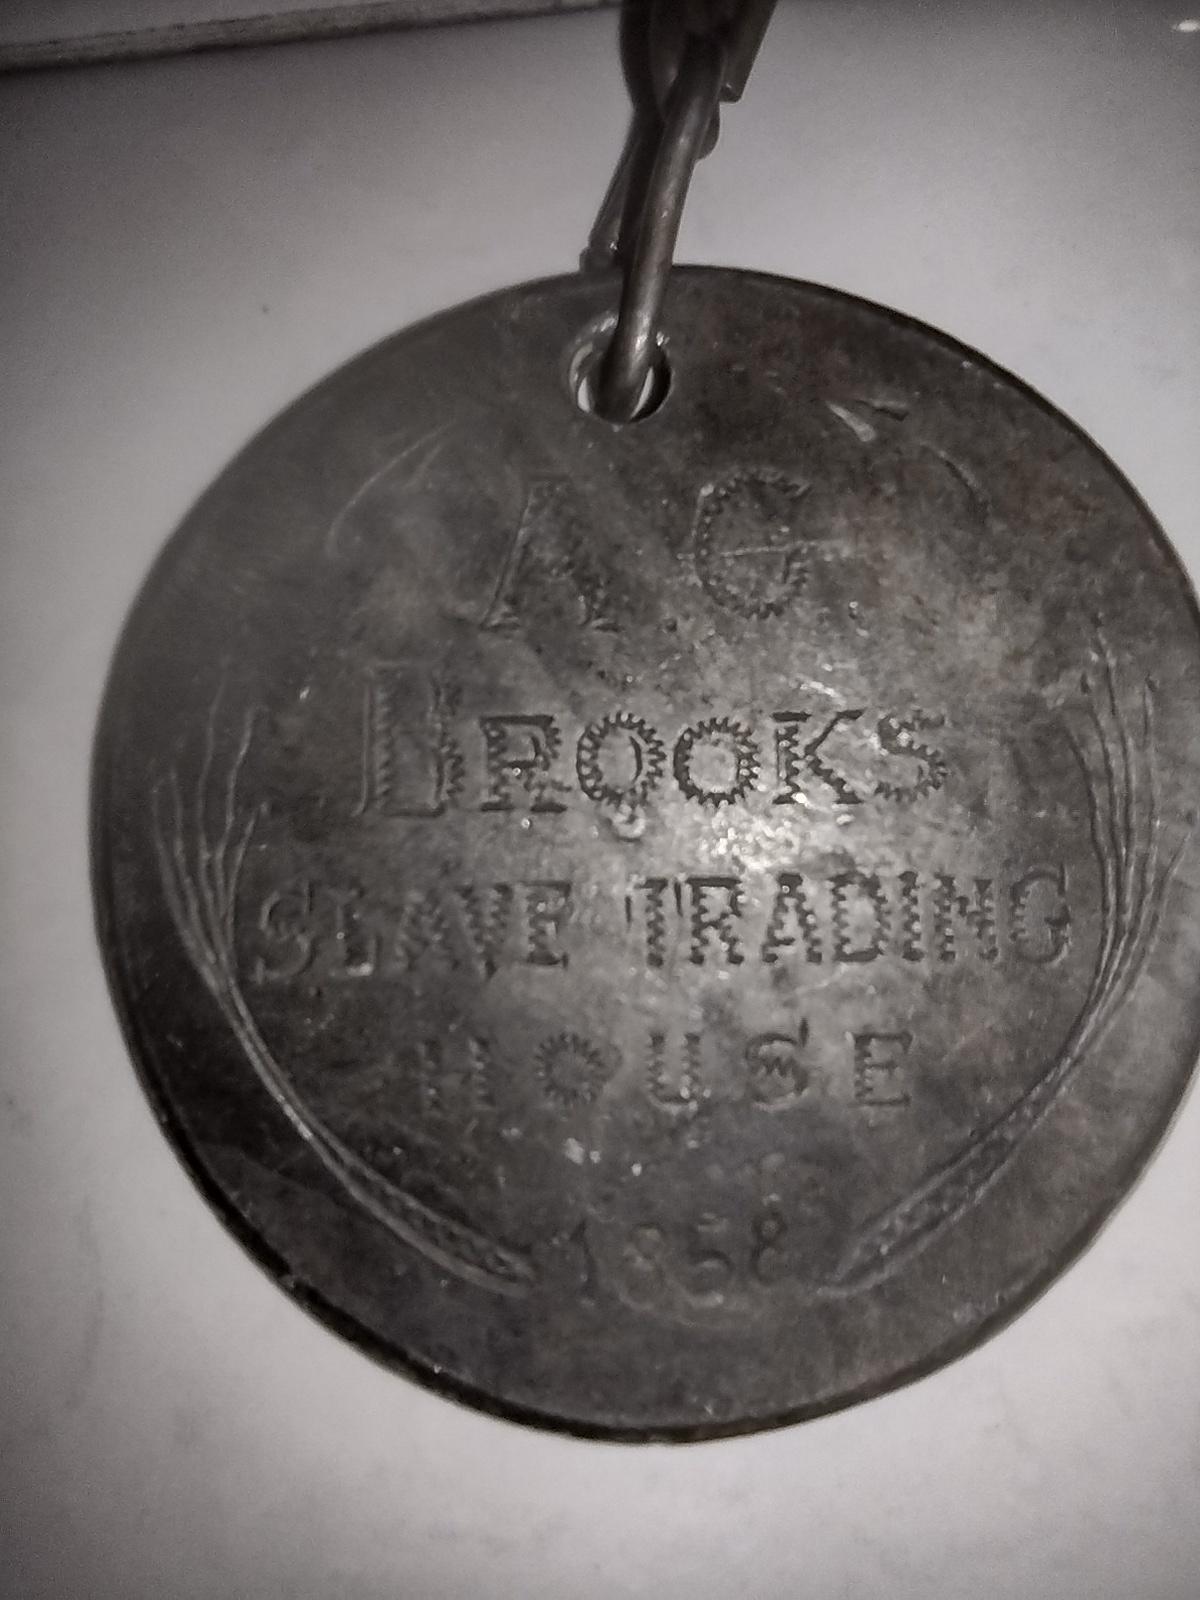 A.G.
BROOKS
SLAVE TRADING
HOUSE
1858